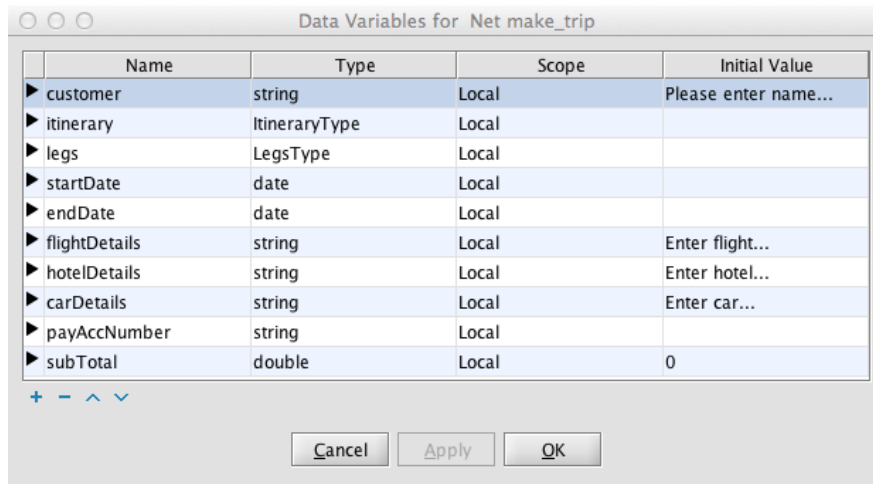 Data Variables for Net make_trip
Name Type Scope Initial Value
customer string Local Please enter name...
itinerary ItineraryType Local
legs LegsType Local
startDate date Local
endDate date Local
flightDetails string Local Enter flight...
hotelDetails string Local Enter hotel...
carDetails string Local Enter car...
payAccNumber string Local
subTotal double Local 0
Cancel Apply OK